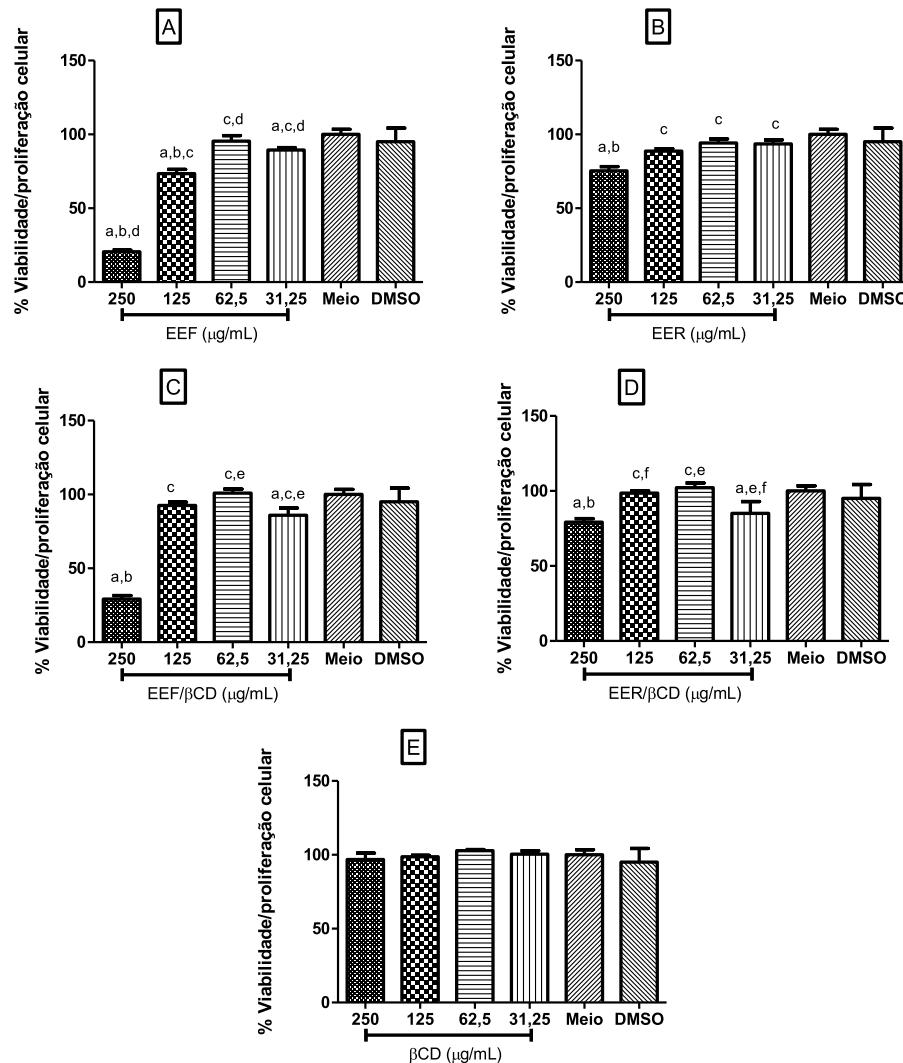 A
% Viabilidade/proliferação celular
150
100
50
0
a,b,d
a,b,c
c,d
a,c,d
250 125 62,5 31,25 Meio DMSO
EEF (μg/mL)
B
% Viabilidade/proliferação celular
150
100
50
0
a,b
c
c
c
250 125 62,5 31,25 Meio DMSO
EER (μg/mL)
C
% Viabilidade/proliferação celular
150
100
50
0
a,b
c
c,e
a,c,e
250 125 62,5 31,25 Meio DMSO
EEF/βCD (μg/mL)
D
% Viabilidade/proliferação celular
150
100
50
0
a,b
c,f
c,e
a,e,f
250 125 62,5 31,25 Meio DMSO
EER/βCD (μg/mL)
E
% Viabilidade/proliferação celular
150
100
50
0
250 125 62,5 31,25 Meio DMSO
βCD (μg/mL)